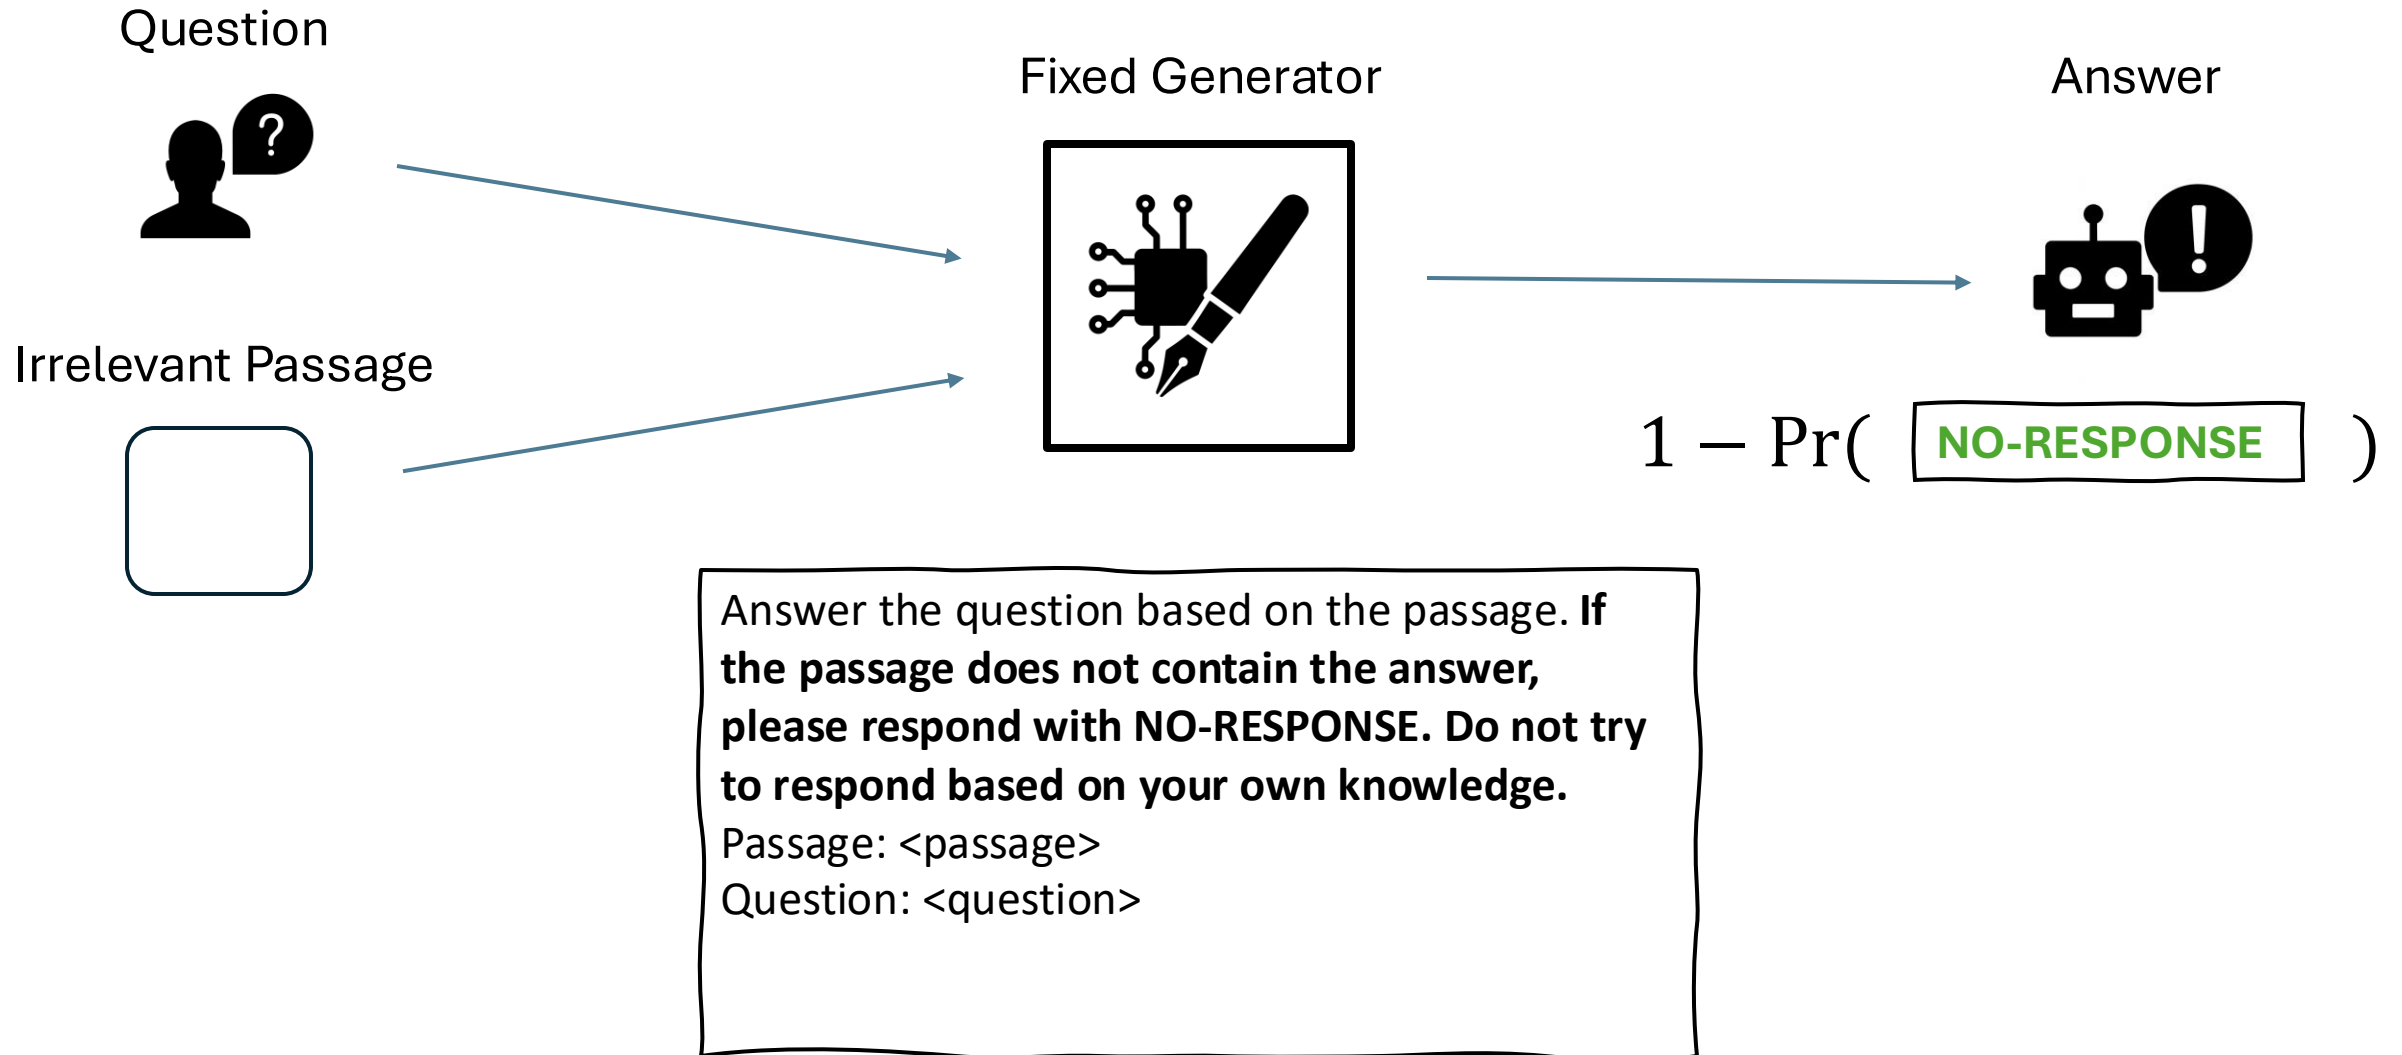 Question
?
Irrelevant Passage
Fixed Generator
Answer
!
1 − Pr( NO-RESPONSE )
Answer the question based on the passage. If
the passage does not contain the answer,
please respond with NO-RESPONSE. Do not try
to respond based on your own knowledge.
Passage: <passage>
Question: <question>